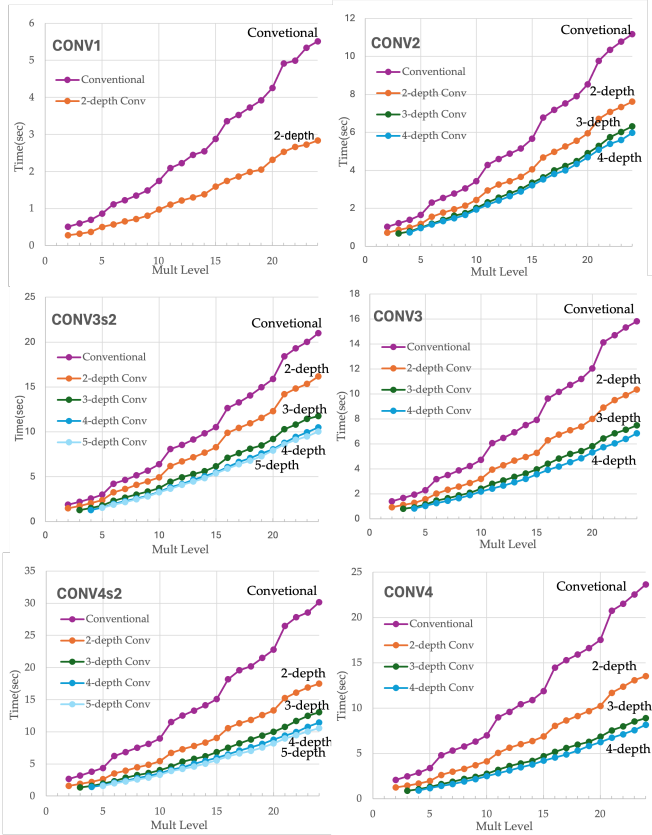 CONV1
Convetional
Conventional
2-depth Conv
2-depth
Time(sec)
6
5
4
3
2
1
0
0 5 10 15 20
Mult Level
CONV2
Convetional
Conventional
2-depth Conv
3-depth Conv
4-depth Conv
2-depth
3-depth
4-depth
Time(sec)
12
10
8
6
4
2
0
0 5 10 15 20
Mult Level
CONV3s2
Convetional
Conventional
2-depth Conv
3-depth Conv
4-depth Conv
5-depth Conv
2-depth
3-depth
4-depth
5-depth
Time(sec)
25
20
15
10
5
0
0 5 10 15 20
Mult Level
CONV3
Convetional
Conventional
2-depth Conv
3-depth Conv
4-depth Conv
2-depth
3-depth
4-depth
Time(sec)
18
16
14
12
10
8
6
4
2
0
0 5 10 15 20
Mult Level
CONV4s2
Convetional
Conventional
2-depth Conv
3-depth Conv
4-depth Conv
5-depth Conv
2-depth
3-depth
4-depth
5-depth
Time(sec)
35
30
25
20
15
10
5
0
0 5 10 15 20
Mult Level
CONV4
Convetional
Conventional
2-depth Conv
3-depth Conv
4-depth Conv
2-depth
3-depth
4-depth
Time(sec)
25
20
15
10
5
0
0 5 10 15 20
Mult Level